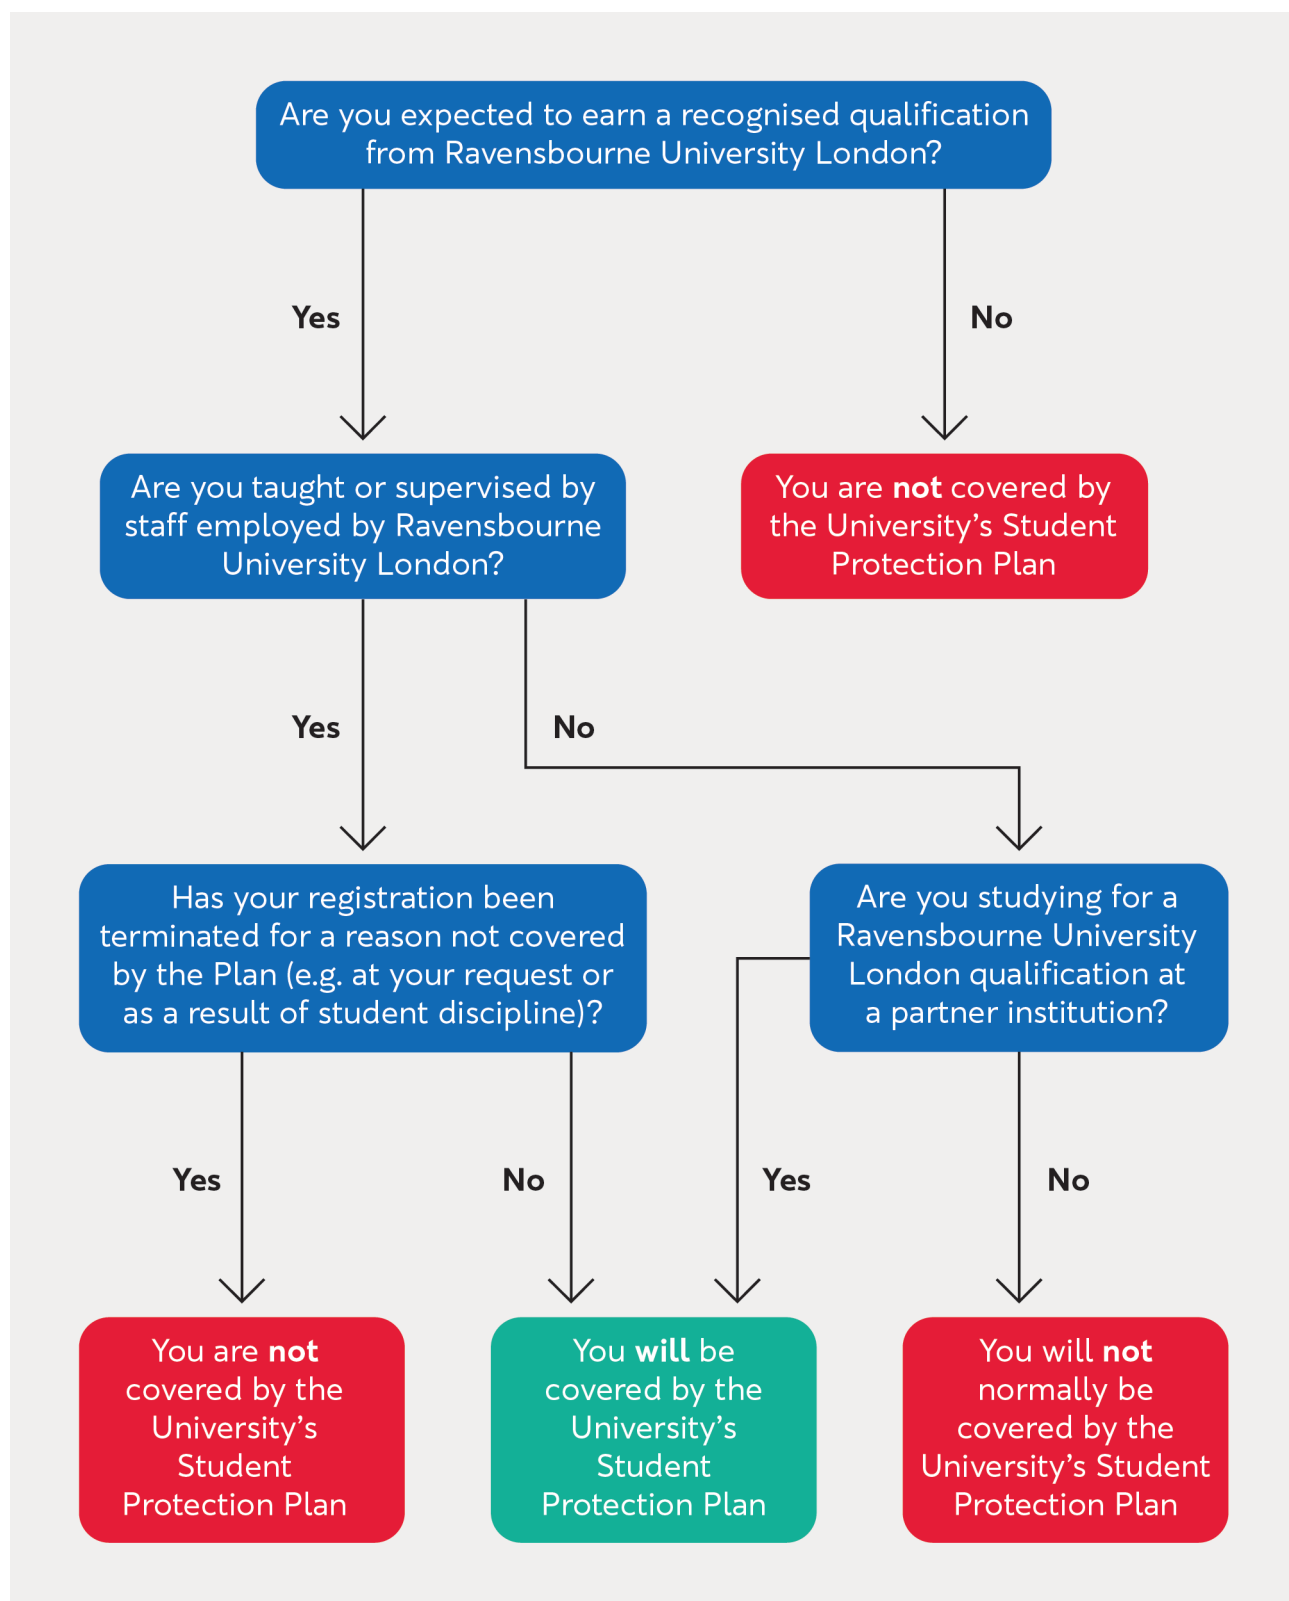 Are you expected to earn a recognised qualification
from Ravensbourne University London?
Yes
No
Are you taught or supervised by
staff employed by Ravensbourne
University London?
You are not covered by
the University’s Student
Protection Plan
Yes
No
Has your registration been
terminated for a reason not covered
by the Plan (e.g. at your request or
as a result of student discipline)?
Are you studying for a
Ravensbourne University
London qualification at
a partner institution?
Yes
No
Yes
No
You are not
covered by the
University’s
Student
Protection Plan
You will be
covered by the
University’s
Student
Protection Plan
You will not
normally be
covered by the
University’s Student
Protection Plan